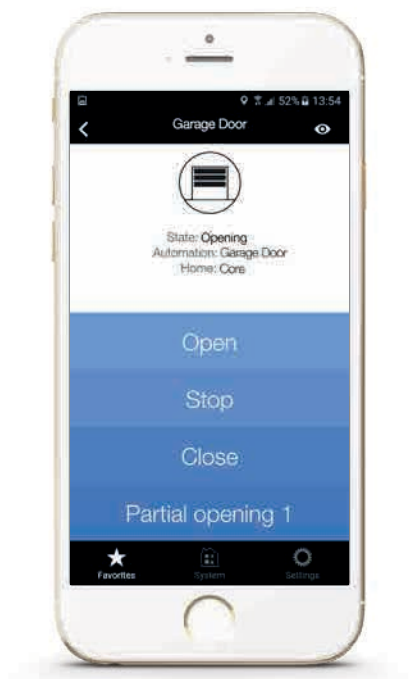 52% 13:54
Garage Door
State: Opening
Automation: Garage Door
Home: Core
Open
Stop
Close
Partial opening 1
Favorites System Settings